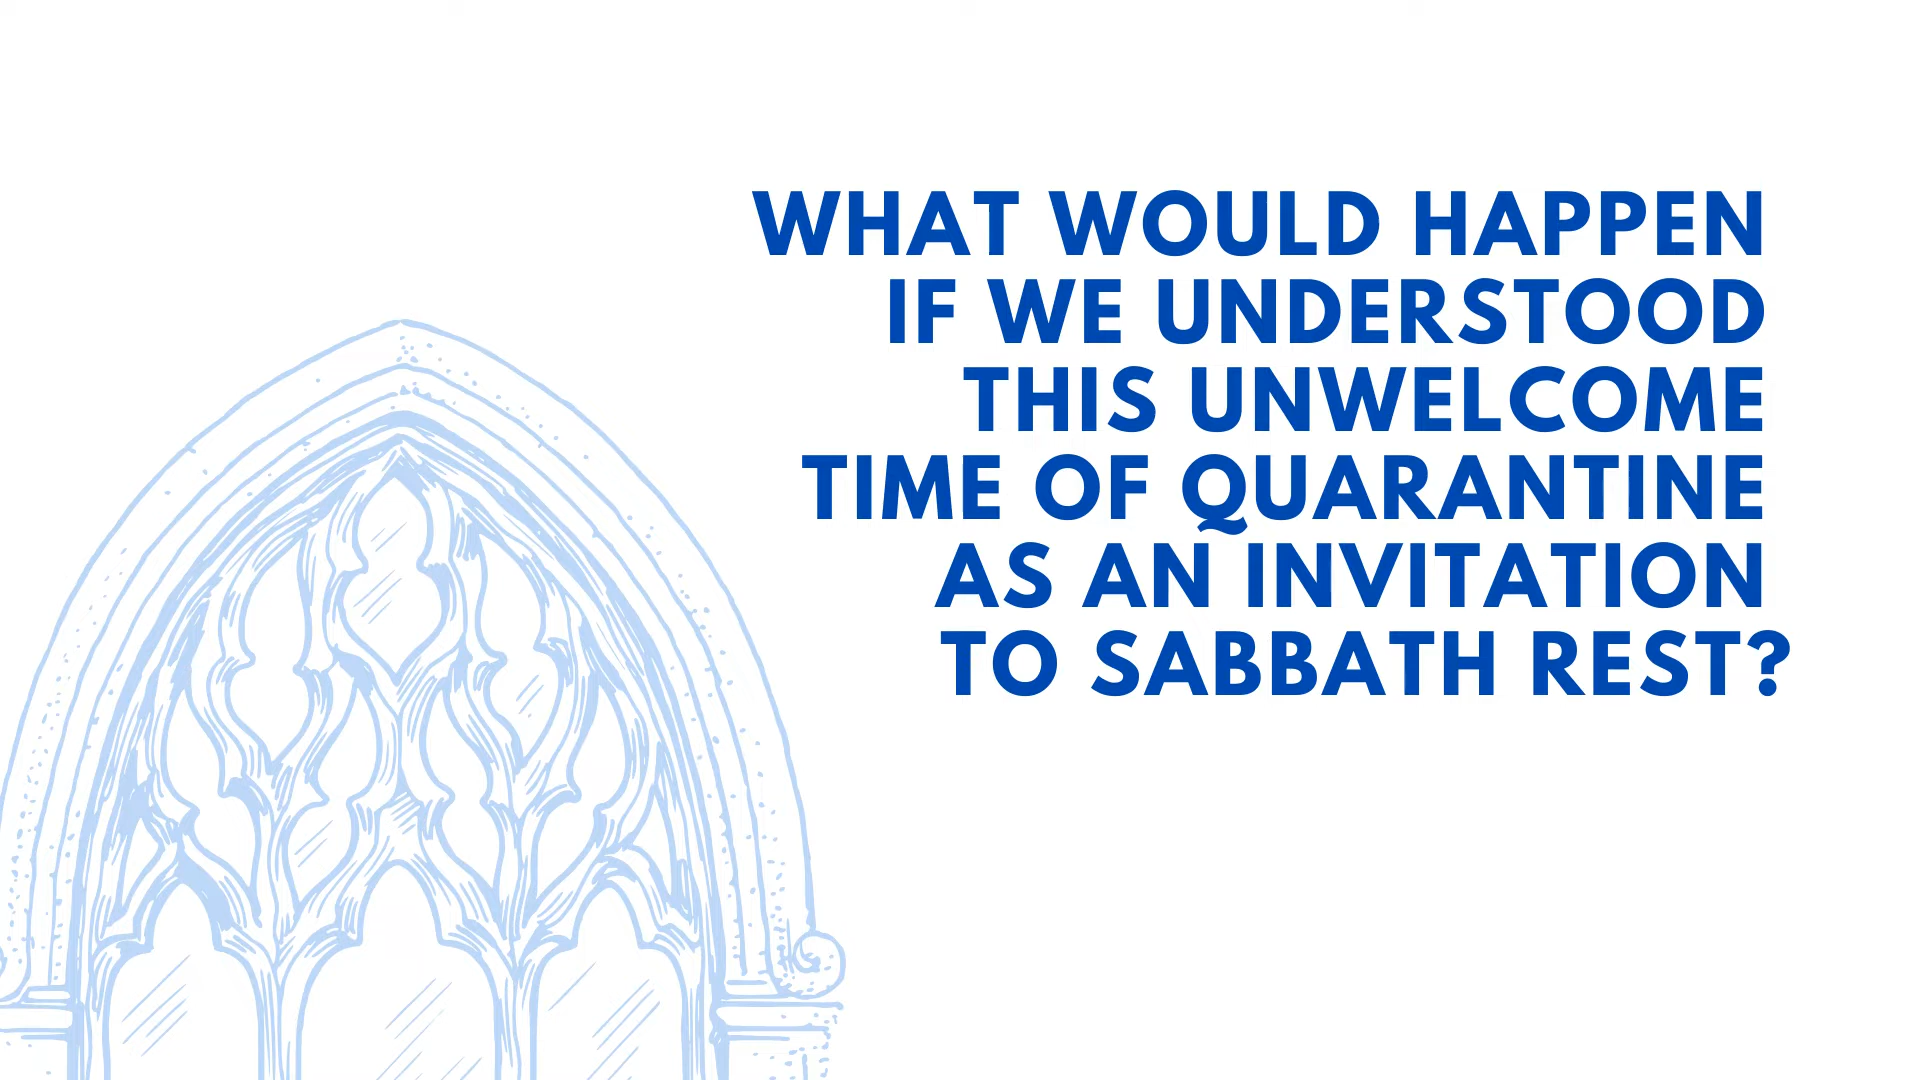 WHAT WOULD HAPPEN
IF WE UNDERSTOOD
THIS UNWELCOME
TIME OF QUARANTINE
AS AN INVITATION
TO SABBATH REST?